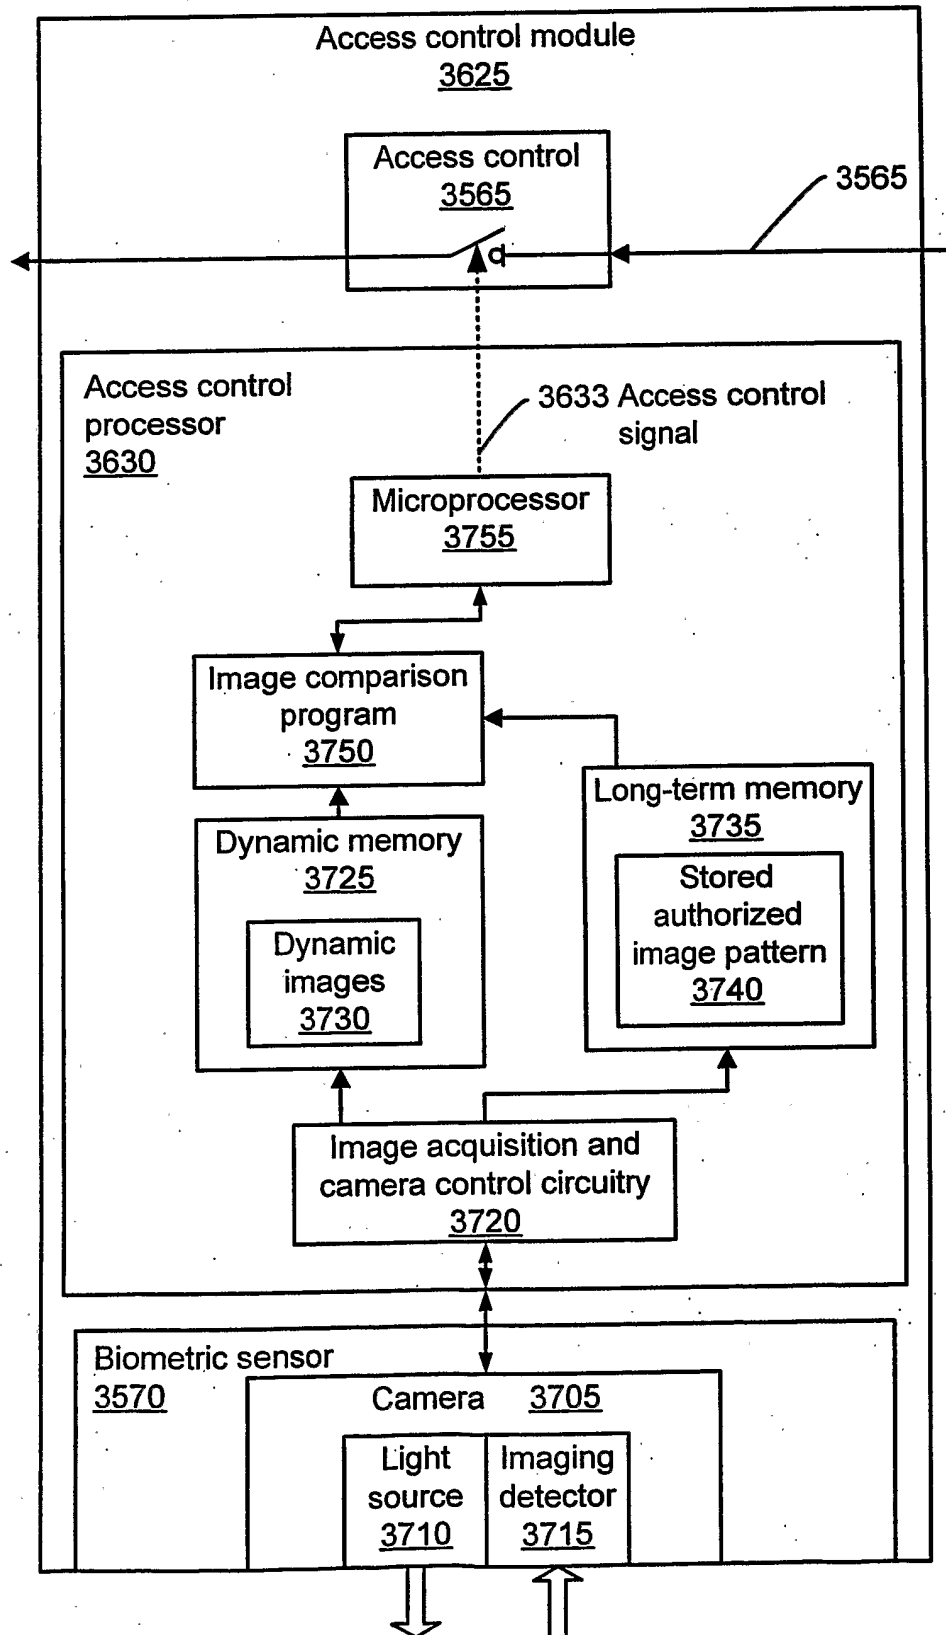 Access control module
3625
Access control
3565
3565
Access control
processor
3630
3633 Access control
signal
Microprocessor
3755
Image comparison
program
3750
Long-term memory
3735
Stored
authorized
image pattern
3740
Dynamic memory
3725
Dynamic
images
3730
Image acquisition and
camera control circuitry
3720
Biometric sensor
3570
Camera 3705
Light
source
3710
Imaging
detector
3715